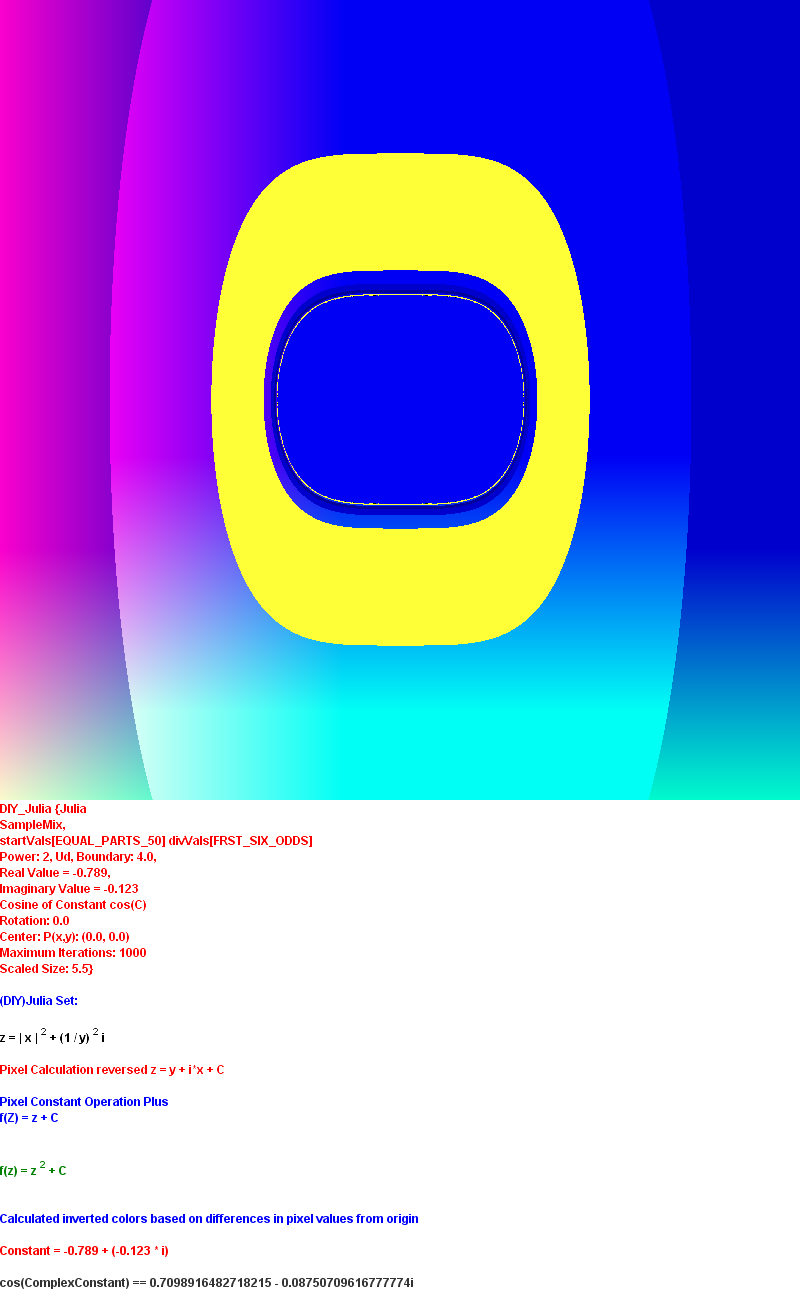 DIY_Julia {Julia
SampleMix,
startVals[EQUAL_PARTS_50] divVals[FRST_SIX_ODDS]
Power: 2, Ud, Boundary: 4.0,
Real Value = -0.789,
Imaginary Value = -0.123
Cosine of Constant cos(C)
Rotation: 0.0
Center: P(x,y): (0.0, 0.0)
Maximum Iterations: 1000
Scaled Size: 5.5}
(DIY)Julia Set:
z = | x | 2 + (1 / y) 2 i
Pixel Calculation reversed z = y + i*x + C
Pixel Constant Operation Plus
f(Z) = z + C
f(z) = z 2 + C
Calculated inverted colors based on differences in pixel values from origin
Constant = -0.789 + (-0.123 * i)
cos(ComplexConstant) == 0.7098916482718215 - 0.08750709616777774i